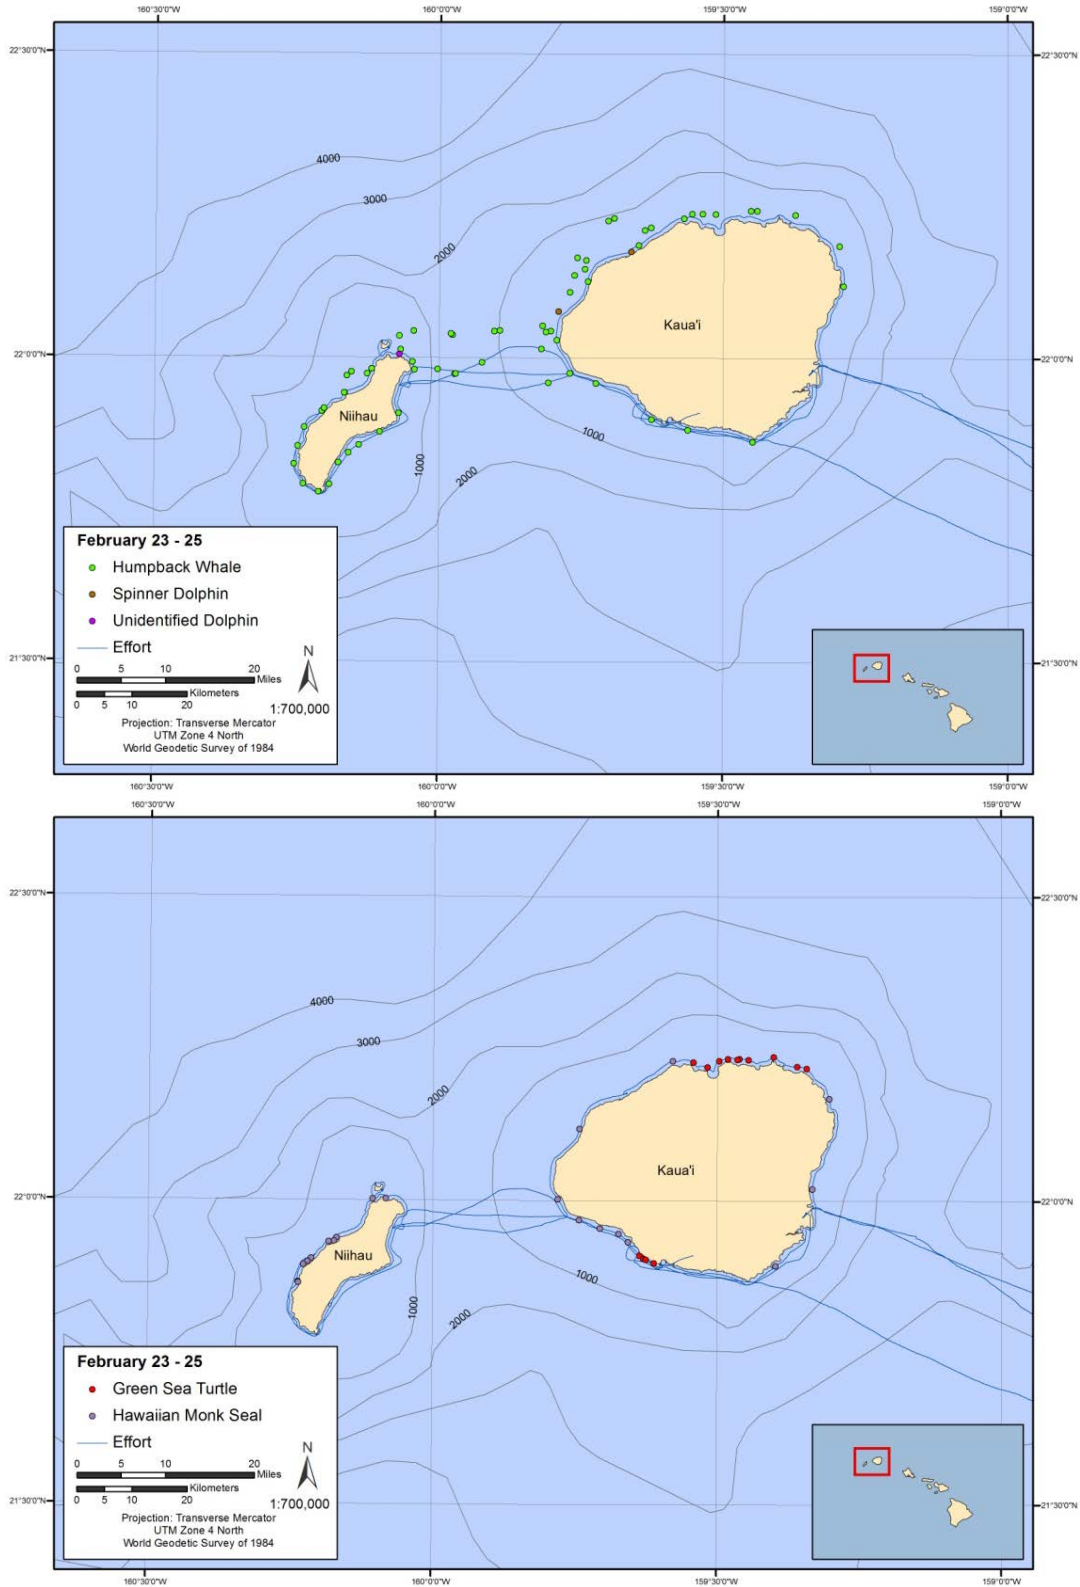 160°30'0"W 160°0'0"W 159°30'0"W 159°0'0"W
22°30'0"N 22°30'0"N
4000
3000
2000
Kaua'i
22°0'0"N 22°0'0"N
Niihau
1000
1000
2000
February 23 - 25
Humpback Whale
Spinner Dolphin
Unidentified Dolphin
Effort
N
0 5 10 20
Miles
Kilometers
0 5 10 20
1:700,000
Projection: Transverse Mercator
UTM Zone 4 North
World Geodetic Survey of 1984
21°30'0"N 21°30'0"N
160°30'0"W 160°0'0"W 159°30'0"W 159°0'0"W
160°30'0"W 160°0'0"W 159°30'0"W 159°0'0"W
22°30'0"N 22°30'0"N
4000
3000
2000
Kaua'i
22°0'0"N 22°0'0"N
Niihau
1000
1000
2000
February 23 - 25
Green Sea Turtle
Hawaiian Monk Seal
Effort
N
0 5 10 20
Miles
Kilometers
0 5 10 20
1:700,000
Projection: Transverse Mercator
UTM Zone 4 North
World Geodetic Survey of 1984
21°30'0"N 21°30'0"N
160°30'0"W 160°0'0"W 159°30'0"W 159°0'0"W